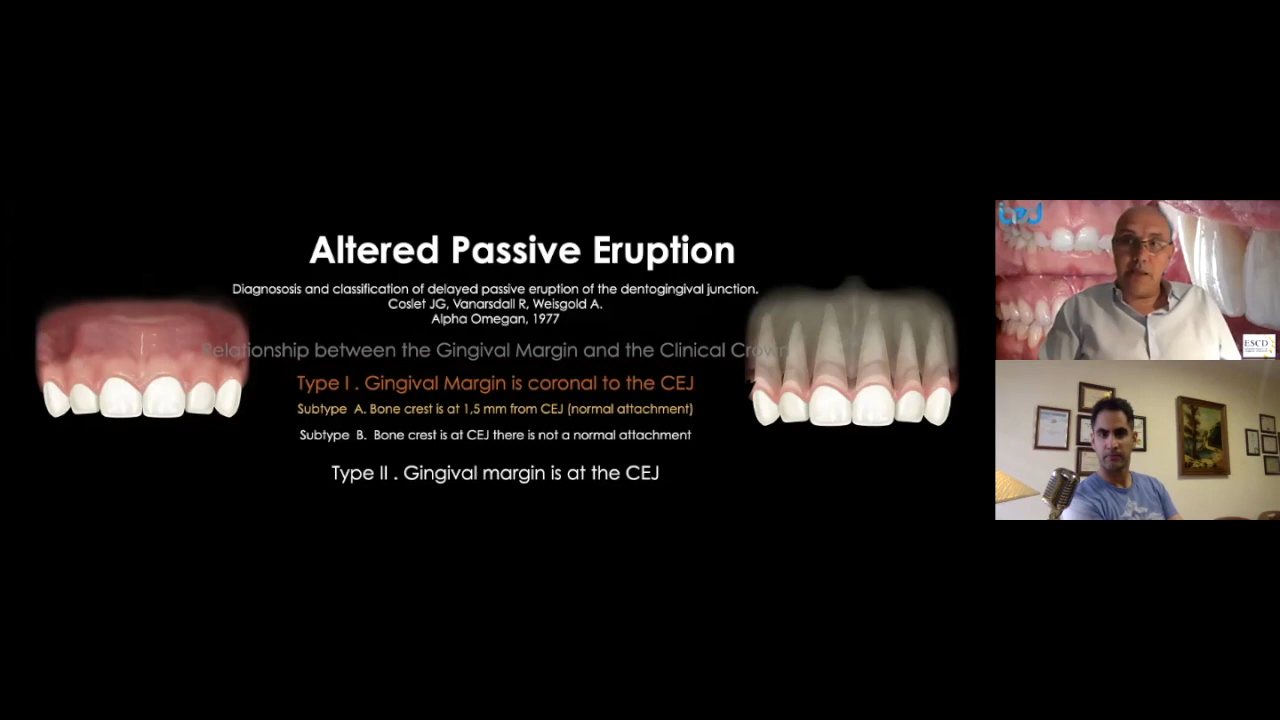 Altered Passive Eruption
Diagnososis and classification of delayed passive eruption of the dentogingival junction.
Coslet JG, Vanarsdall R, Weisgold A.
Alpha Omegan, 1977
Relationship between the Gingival Margin and the Clinical Crown
Type I . Gingival Margin is coronal to the CEJ
Subtype A. Bone crest is at 1,5 mm from CEJ (normal attachment)
Subtype B. Bone crest is at CEJ there is not a normal attachment
Type II . Gingival margin is at the CEJ
ESCD